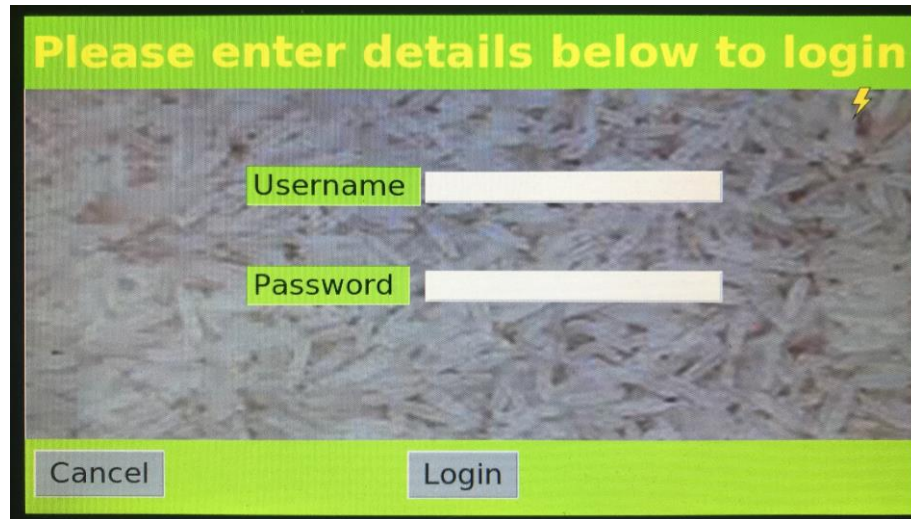 Please enter details below to login
Username
Password
Cancel
Login